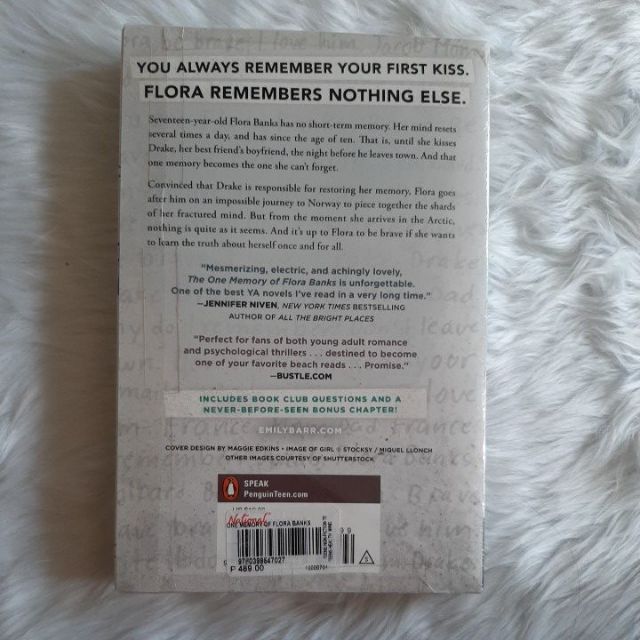 YOU ALWAYS REMEMBER YOUR FIRST KISS.
FLORA REMEMBERS NOTHING ELSE.
Seventeen-year-old Flora Banks has no short-term memory. Her mind resets
several times a day, and has since the age of ten. That is, until she kisses
Drake, her best friend's boyfriend, the night before he leaves town. And that
one memory becomes the one she can't forget.
Convinced that Drake is responsible for restoring her memory, Flora goes
after him on an impossible journey to Norway to piece together the shards
of her fractured mind. But from the moment she arrives in the Arctic,
nothing is quite as it seems. And it's up to Flora to be brave if she wants
to learn the truth about herself once and for all.
"Mesmerizing, electric, and achingly lovely,
The One Memory of Flora Banks is unforgettable.
One of the best YA novels I've read in a very long time."
—JENNIFER NIVEN, NEW YORK TIMES BESTSELLING
AUTHOR OF ALL THE BRIGHT PLACES
"Perfect for fans of both young adult romance
and psychological thrillers . . . destined to become
one of your favorite beach reads . . . Promise."
—BUSTLE.COM
INCLUDES BOOK CLUB QUESTIONS AND A
NEVER-BEFORE-SEEN BONUS CHAPTER!
EMILYBARR.COM
COVER DESIGN BY MAGGIE EDKINS • IMAGE OF GIRL © STOCKSY / MIGUEL LLONCH
OTHER IMAGES COURTESY OF SHUTTERSTOCK
SPEAK
PenguinTeen.com
National
OF FLORA BANKS
P 489.00